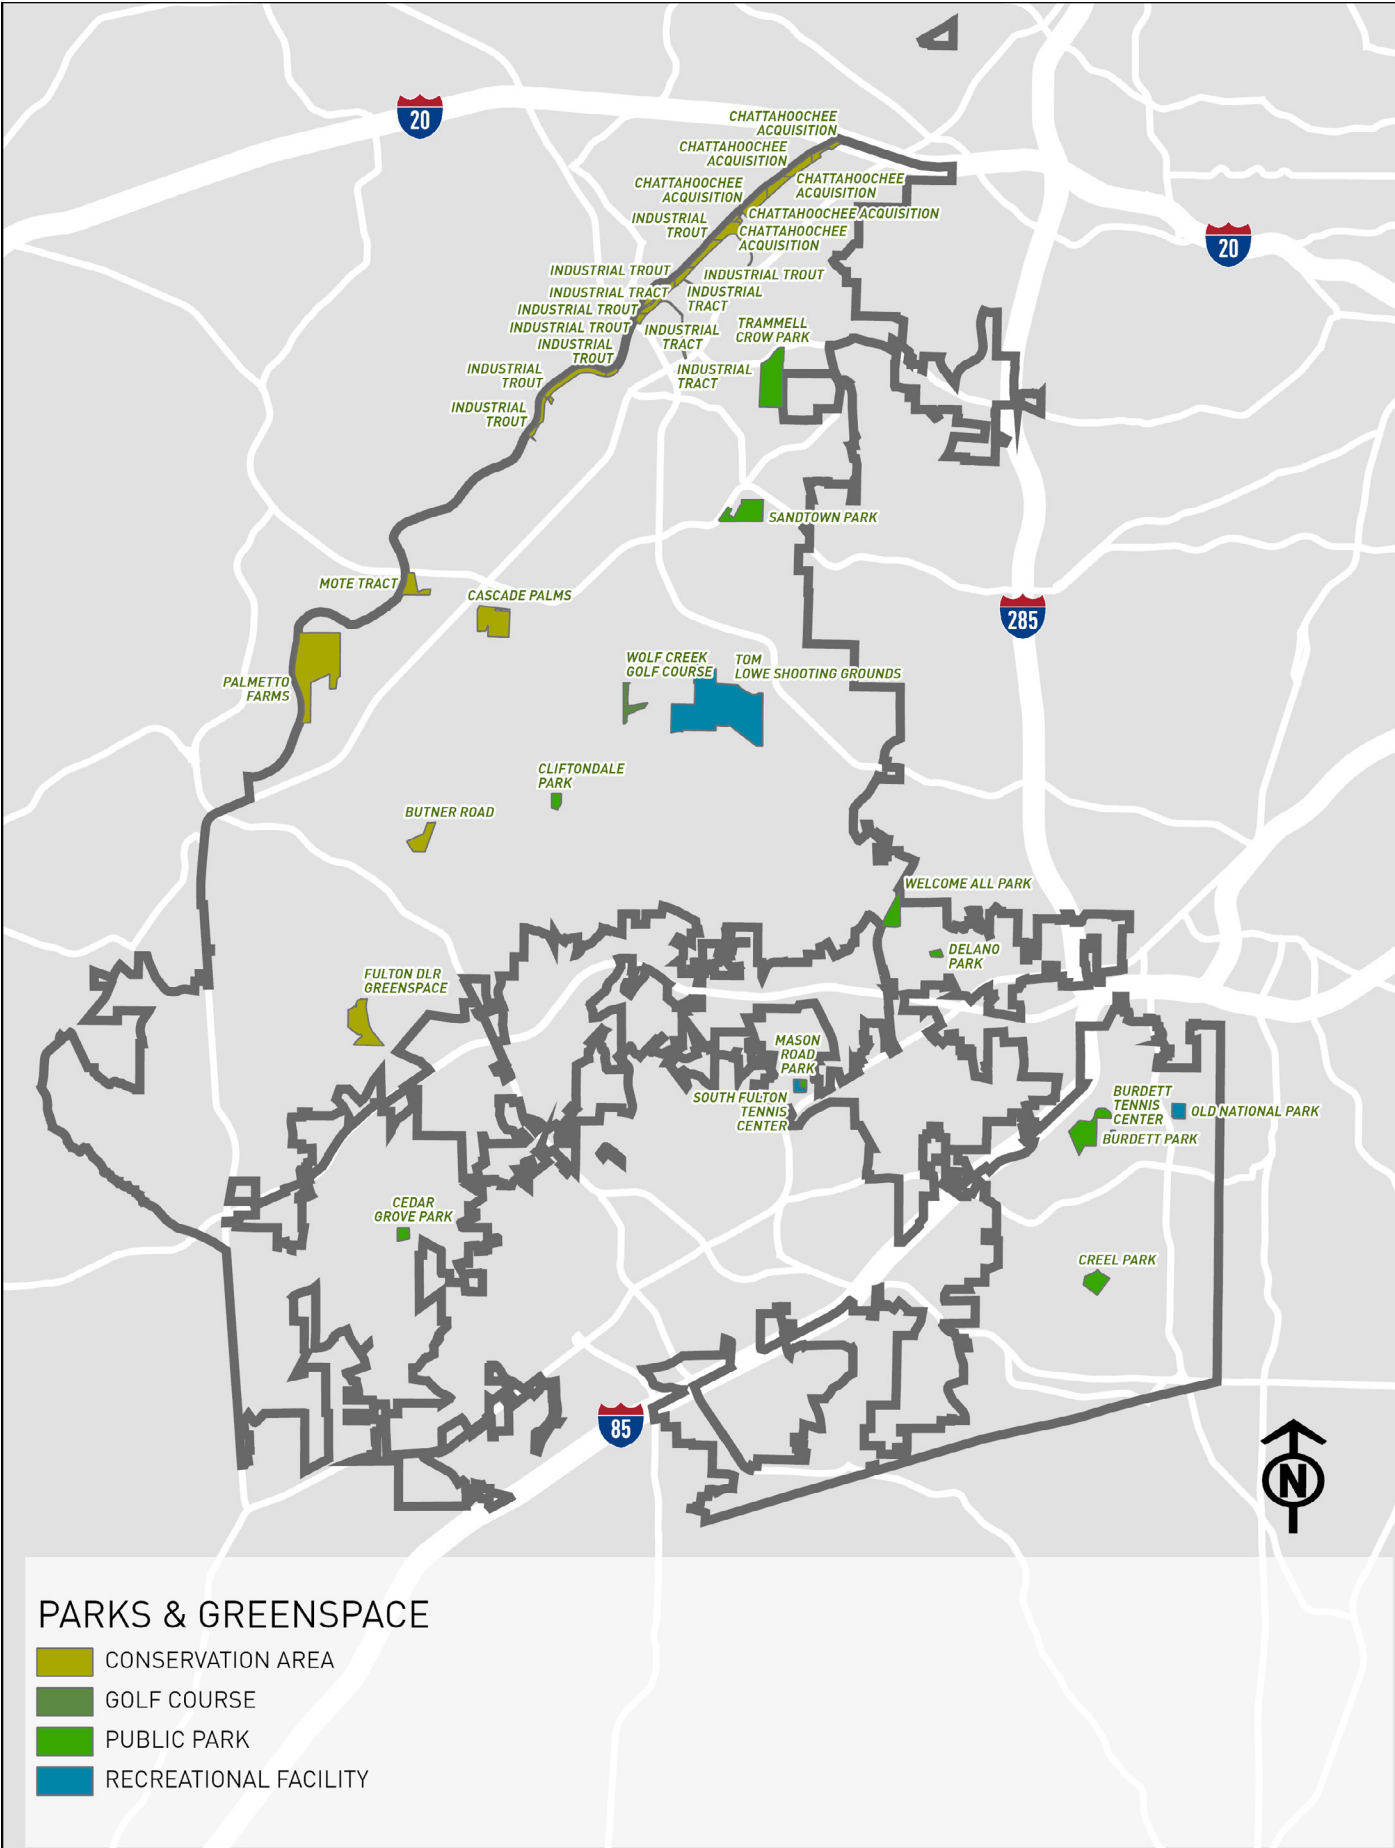 20
CHATTAHOOCHEE
ACQUISITION
CHATTAHOOCHEE
ACQUISITION
CHATTAHOOCHEE
ACQUISITION
CHATTAHOOCHEE
ACQUISITION
CHATTAHOOCHEE ACQUISITION
INDUSTRIAL
TROUT
CHATTAHOOCHEE
ACQUISITION
20
INDUSTRIAL TROUT
INDUSTRIAL TROUT
INDUSTRIAL TRACT
INDUSTRIAL
TRACT
INDUSTRIAL TROUT
INDUSTRIAL TROUT
INDUSTRIAL
TRACT
TRAMMELL
CROW PARK
INDUSTRIAL
TROUT
INDUSTRIAL
TROUT
INDUSTRIAL
TRACT
INDUSTRIAL
TROUT
SANDTOWN PARK
MOTE TRACT
CASCADE PALMS
285
WOLF CREEK
GOLF COURSE
TOM
LOWE SHOOTING GROUNDS
PALMETTO
FARMS
CLIFTONDALE
PARK
BUTNER ROAD
WELCOME ALL PARK
DELANO
PARK
FULTON DLR
GREENSPACE
MASON
ROAD
PARK
SOUTH FULTON
TENNIS
CENTER
BURDETT
TENNIS
CENTER
OLD NATIONAL PARK
BURDETT PARK
CEDAR
GROVE PARK
CREEL PARK
85
N
PARKS & GREENSPACE
CONSERVATION AREA
GOLF COURSE
PUBLIC PARK
RECREATIONAL FACILITY